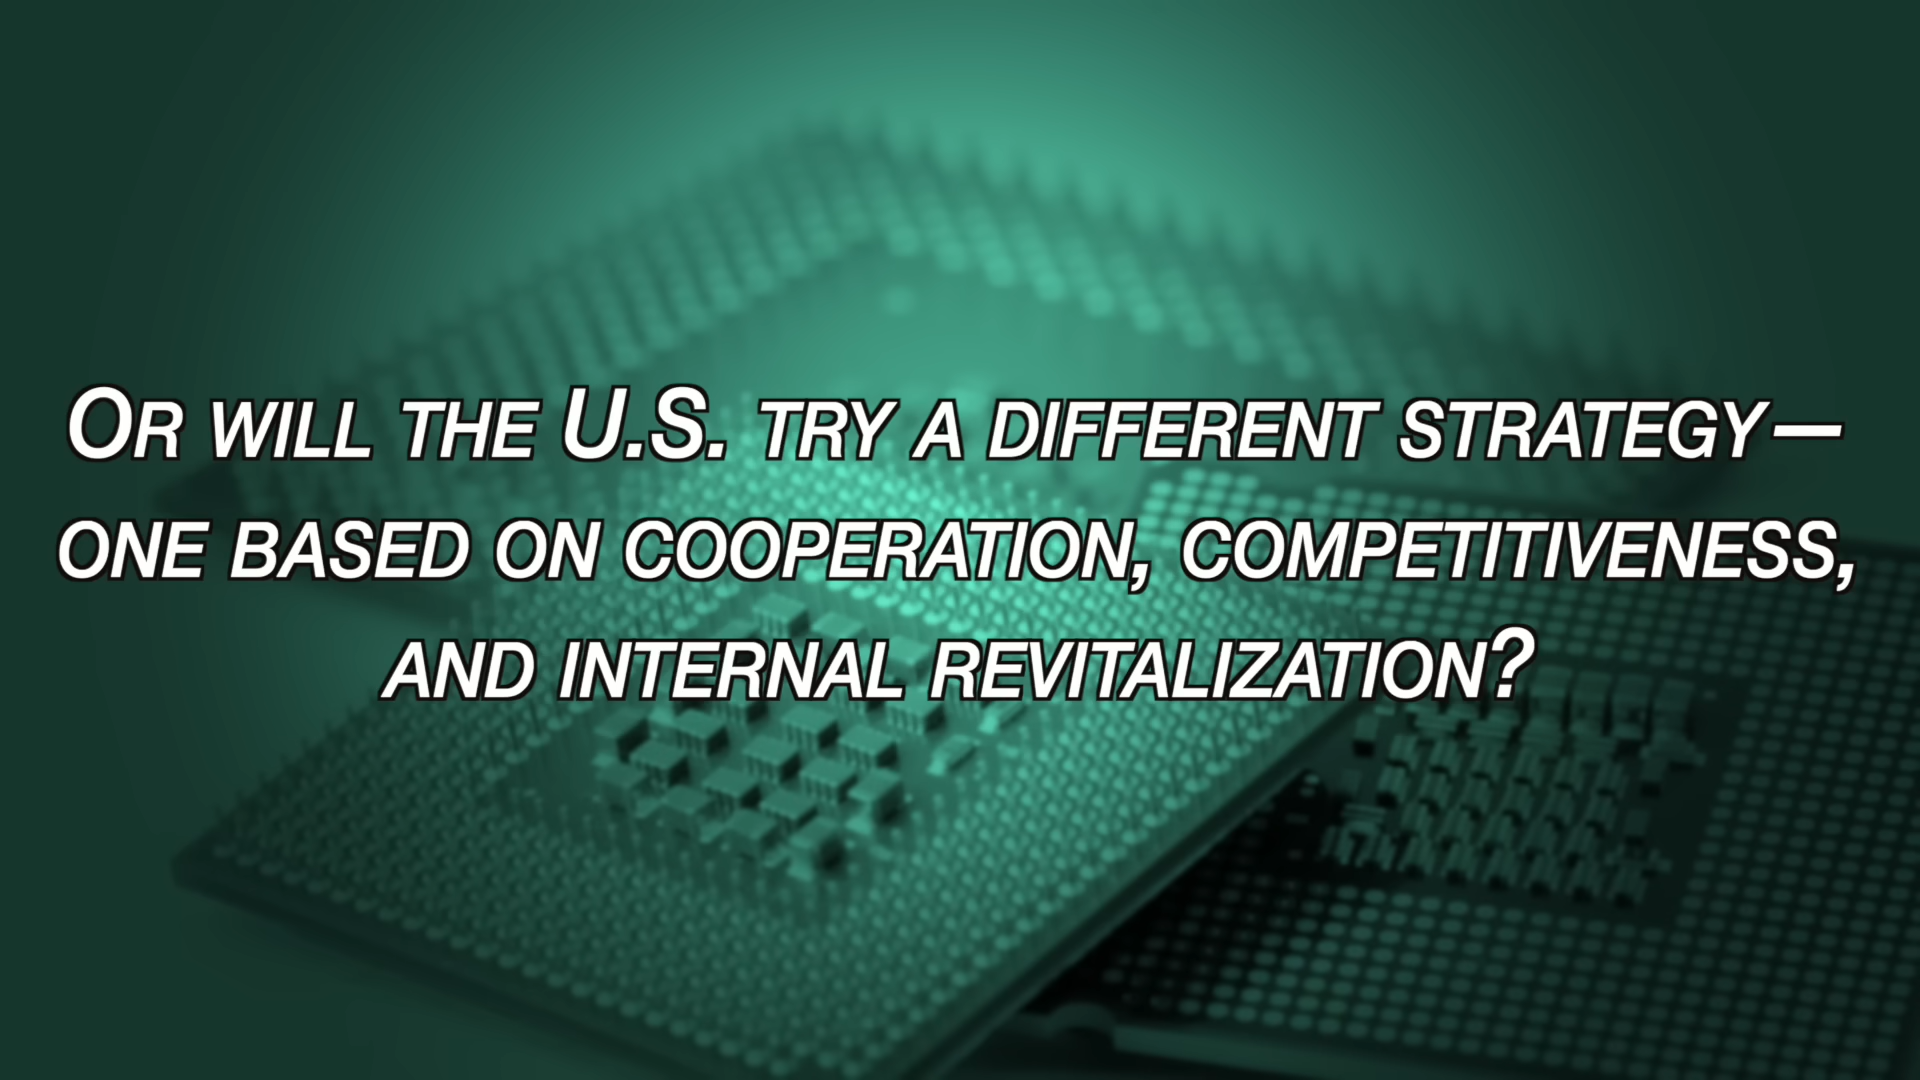 Or will the U.S. try a different strategy—
one based on cooperation, competitiveness,
and internal revitalization?